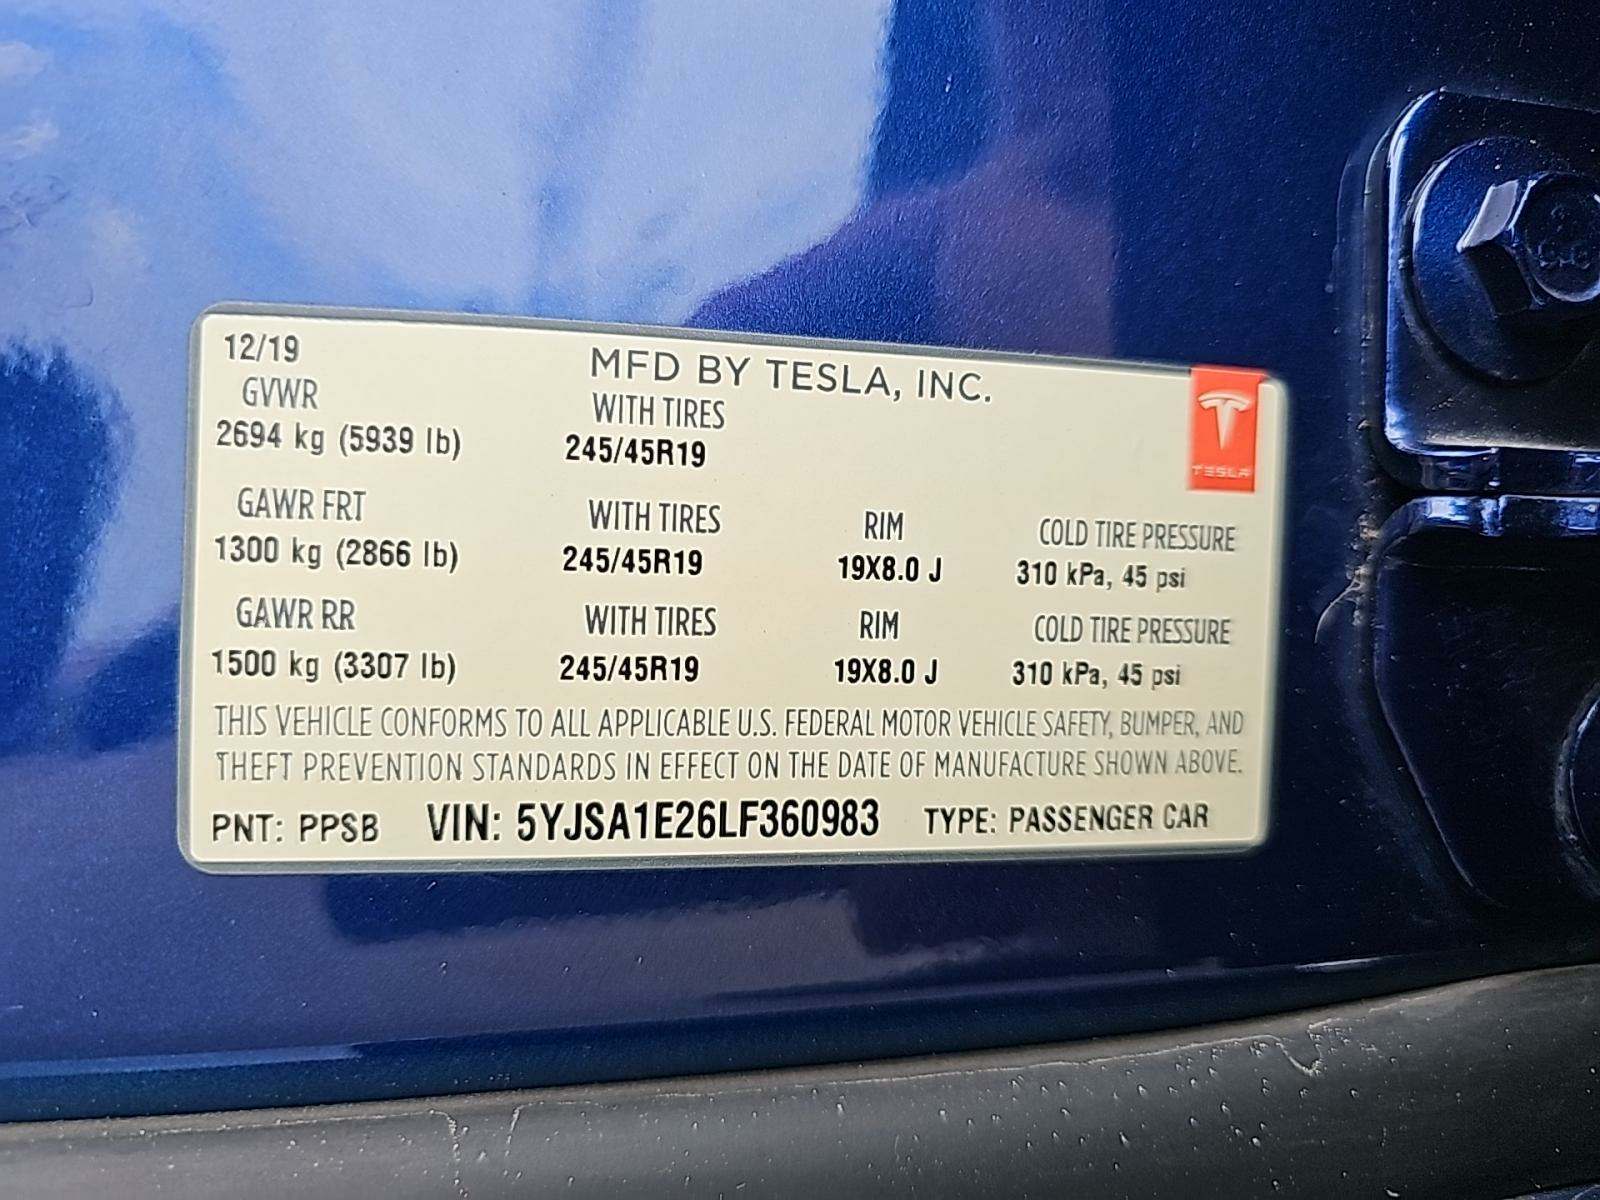 12/19
MFD BY TESLA, INC.
GVWR WITH TIRES
2694 kg (5939 lb) 245/45R19
TESLA
GAWR FRT WITH TIRES RIM COLD TIRE PRESSURE
1300 kg (2866 lb) 245/45R19 19X8.0 J 310 kPa, 45 psi
GAWR RR WITH TIRES RIM COLD TIRE PRESSURE
1500 kg (3307 lb) 245/45R19 19X8.0 J 310 kPa, 45 psi
THIS VEHICLE CONFORMS TO ALL APPLICABLE U.S. FEDERAL MOTOR VEHICLE SAFETY, BUMPER, AND
THEFT PREVENTION STANDARDS IN EFFECT ON THE DATE OF MANUFACTURE SHOWN ABOVE.
PNT: PPSB VIN: 5YJSA1E26LF360983 TYPE: PASSENGER CAR